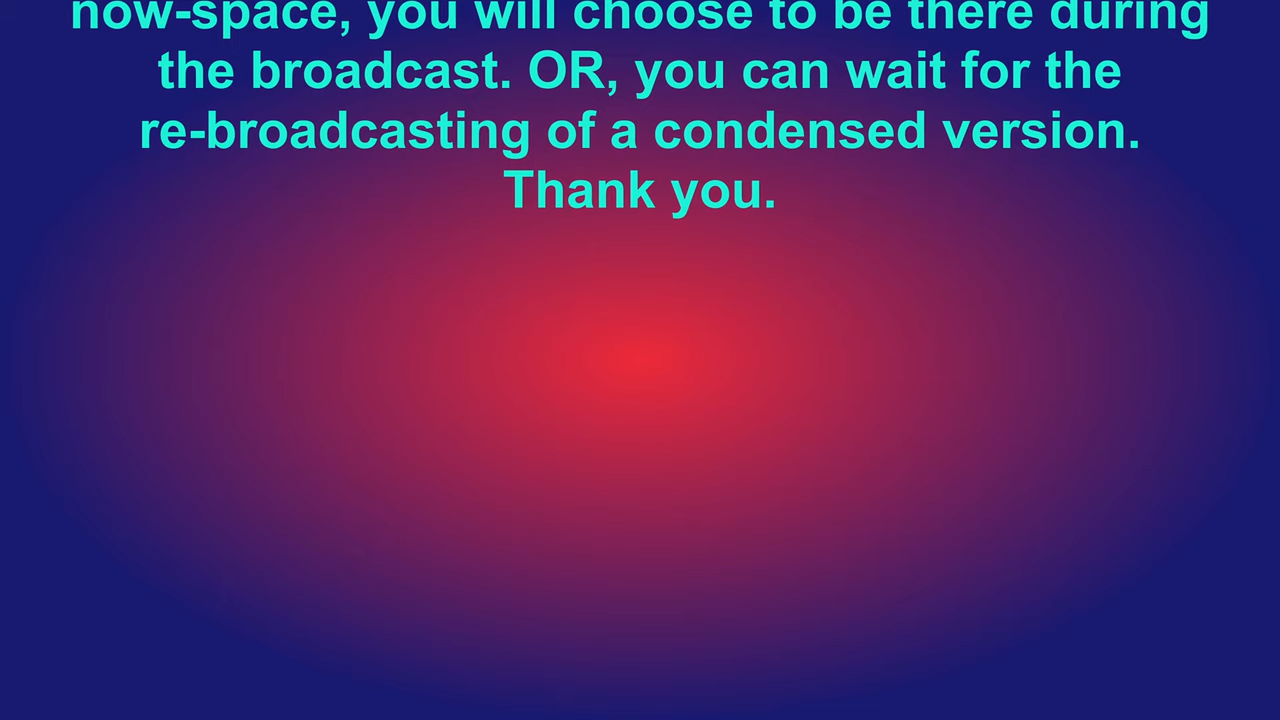 now-space, you will choose to be there during
the broadcast. OR, you can wait for the
re-broadcasting of a condensed version.
Thank you.